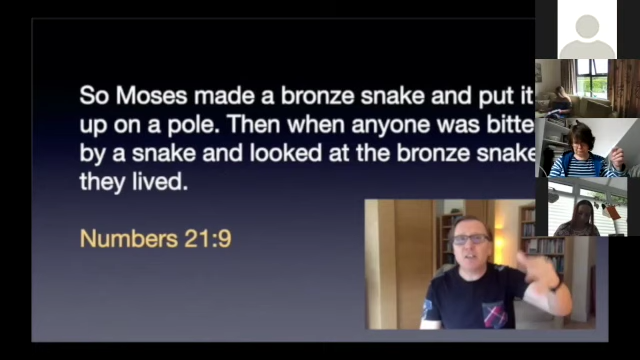 So Moses made a bronze snake and put it
up on a pole. Then when anyone was bitte
by a snake and looked at the bronze snake
they lived.
Numbers 21:9